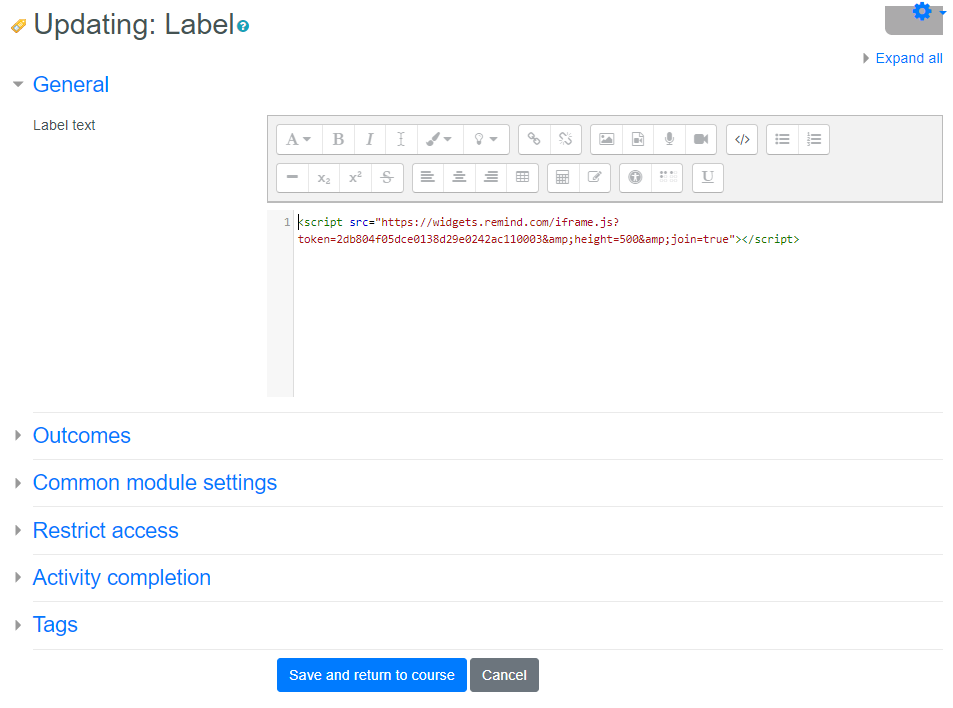 Updating: Label
Expand all
General
Label text
A B I
</>
x₂ x² S U
1 <script src="https://widgets.remind.com/iframe.js?
token=2db804f05dce0138d29e0242ac110003&amp;height=500&amp;join=true"></script>
Outcomes
Common module settings
Restrict access
Activity completion
Tags
Save and return to course Cancel